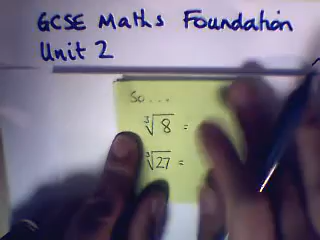 GCSE Maths Foundation
Unit 2
So...
∛8 =
∛27 =